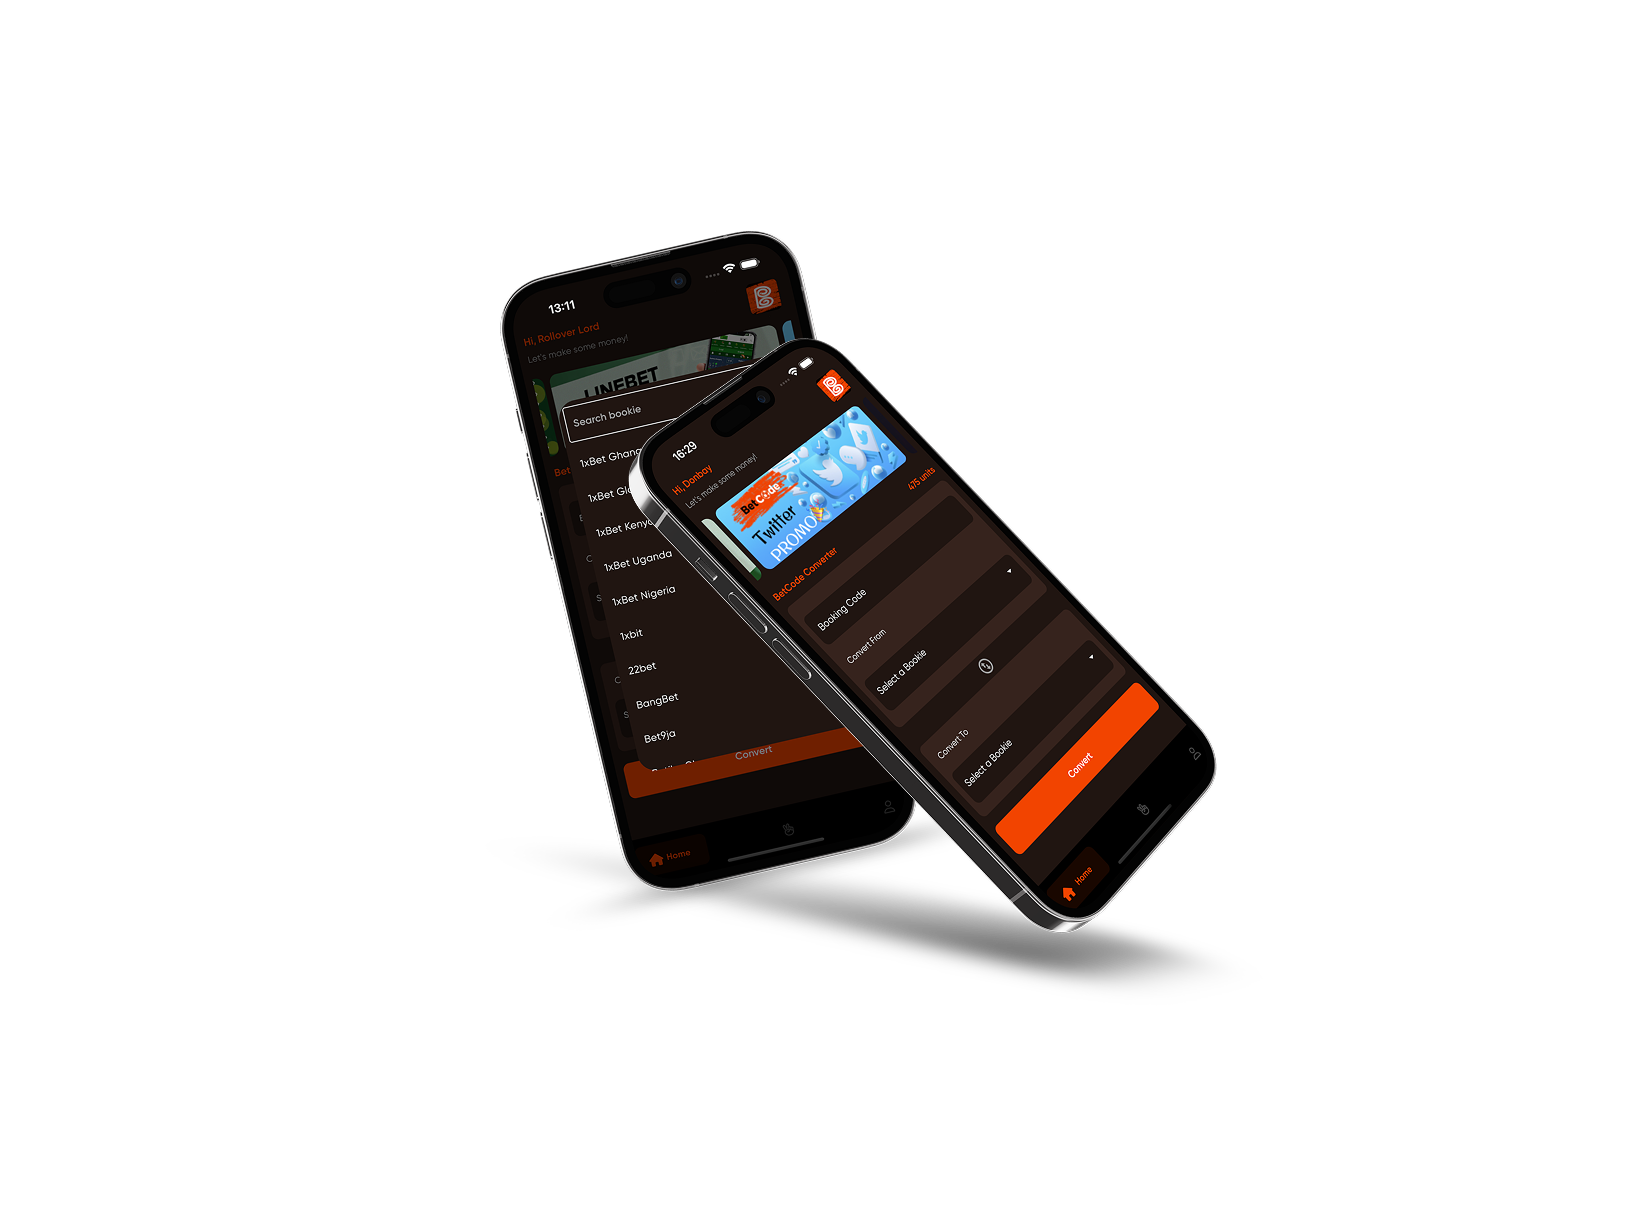 13:11
Hi, Rollover Lord
Let's make some money!
LINEBET
Search bookie
1xBet Ghana
1xBet
1xBet Kenya
1xBet Uganda
1xBet Nigeria
1xbit
22bet
BangBet
Bet9ja
Convert
Home
16:29
Hi, Donbay
Let's make some money!
BetCode
Twitter
PROMO
475 units
BetCode Converter
Booking Code
Convert From
Select a Bookie
Convert To
Select a Bookie
Convert
Home